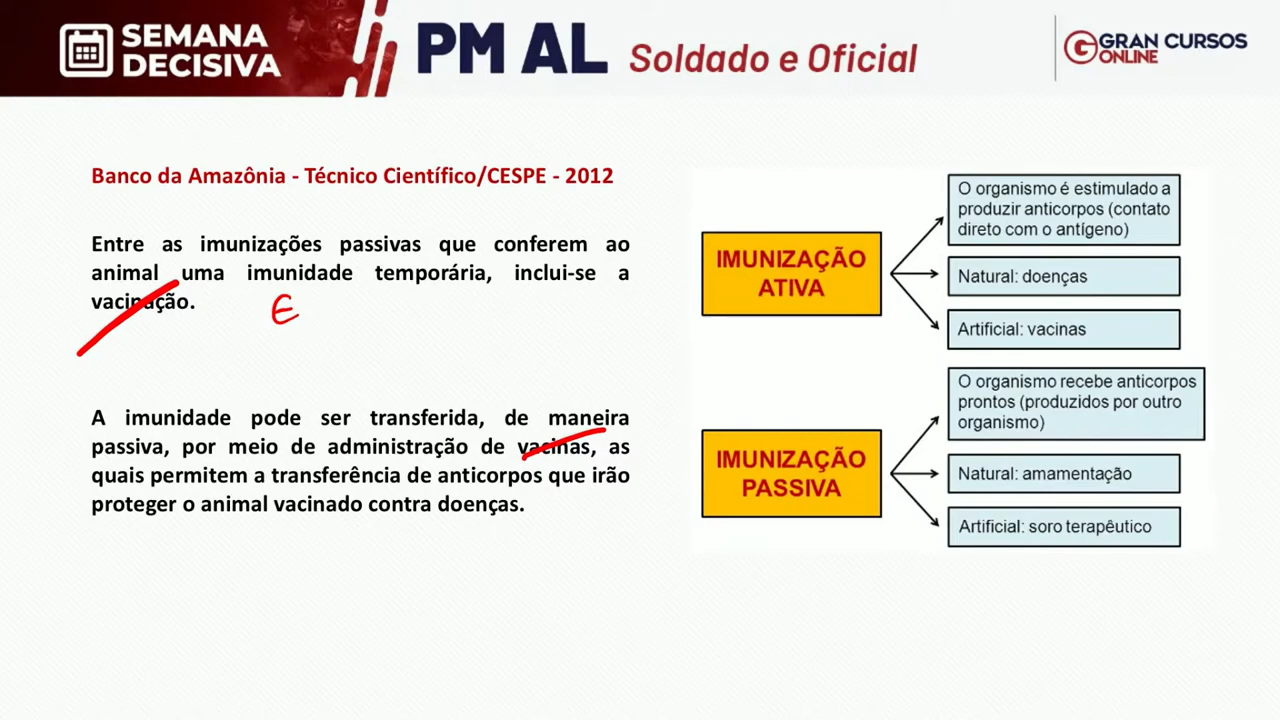 SEMANA
DECISIVA
PM AL Soldado e Oficial
GRAN CURSOS
ONLINE
Banco da Amazônia - Técnico Científico/CESPE - 2012
Entre as imunizações passivas que conferem ao
animal uma imunidade temporária, inclui-se a
vacinação.
E
A imunidade pode ser transferida, de maneira
passiva, por meio de administração de vacinas, as
quais permitem a transferência de anticorpos que irão
proteger o animal vacinado contra doenças.
IMUNIZAÇÃO
ATIVA
O organismo é estimulado a
produzir anticorpos (contato
direto com o antígeno)
Natural: doenças
Artificial: vacinas
IMUNIZAÇÃO
PASSIVA
O organismo recebe anticorpos
prontos (produzidos por outro
organismo)
Natural: amamentação
Artificial: soro terapêutico